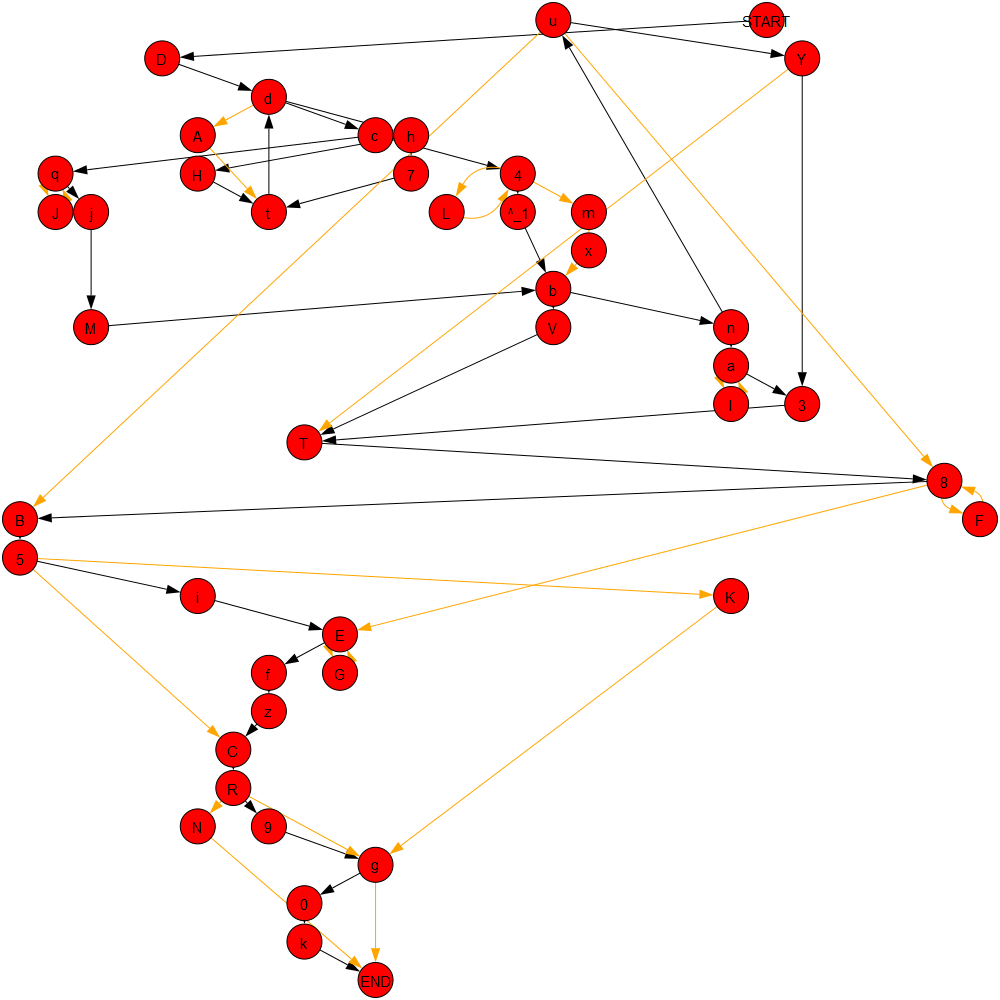 u START
D Y
d
A c h
q H 7 4
J j t L ^_1 m
x
b
M V n
a
l 3
T
8
B F
5
i K
E
f G
z
C
R
N 9
g
0
k
END